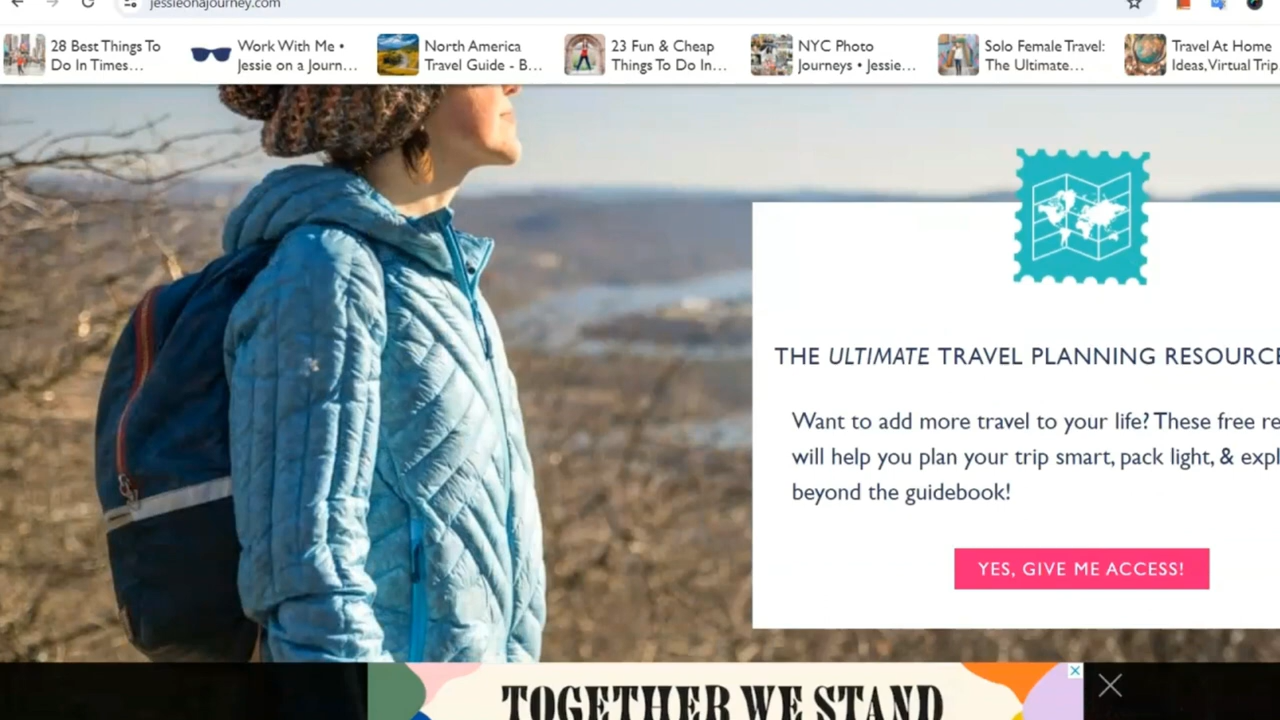 jessieonajourney.com
28 Best Things To
Do In Times...
Work With Me •
Jessie on a Journ...
North America
Travel Guide - B...
23 Fun & Cheap
Things To Do In...
NYC Photo
Journeys • Jessie...
Solo Female Travel:
The Ultimate...
Travel At Home
Ideas, Virtual Trip
THE ULTIMATE TRAVEL PLANNING RESOURCE
Want to add more travel to your life? These free re
will help you plan your trip smart, pack light, & expl
beyond the guidebook!
YES, GIVE ME ACCESS!
TOGETHER WE STAND